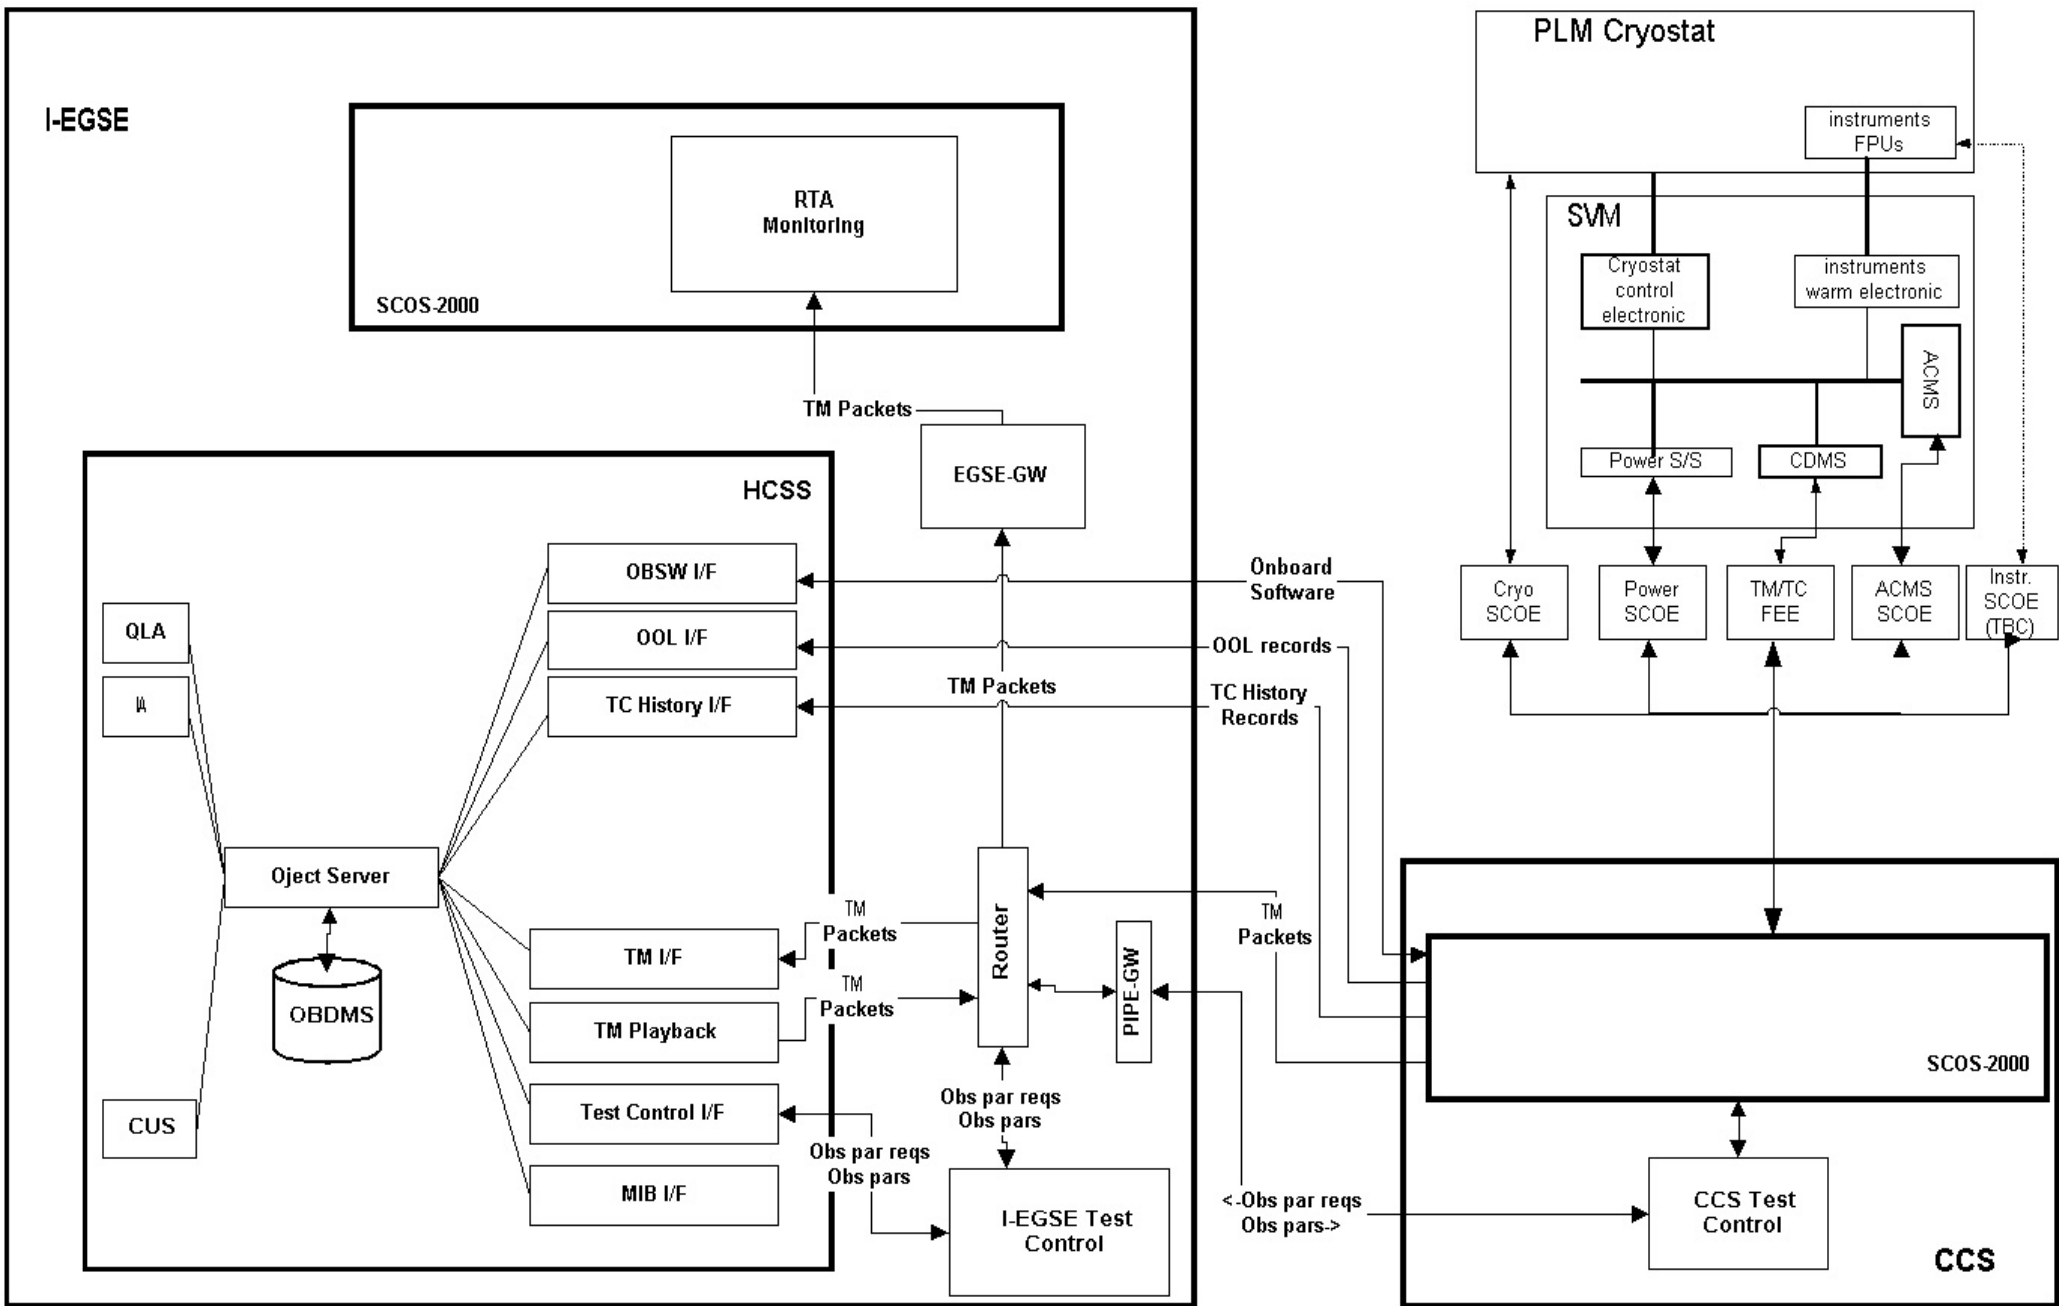 I-EGSE
RTA
Monitoring
SCOS-2000
TM Packets
EGSE-GW
HCSS
OBSW I/F
OOL I/F
TC History I/F
QLA
IA
Oject Server
OBDMS
CUS
TM I/F
TM Playback
Test Control I/F
MIB I/F
TM
Packets
TM
Packets
Obs par reqs
Obs pars
TM Packets
Router
PIPE-GW
Obs par reqs
Obs pars
I-EGSE Test
Control
Onboard
Software
OOL records
TC History
Records
TM
Packets
<-Obs par reqs
Obs pars->
PLM Cryostat
instruments
FPUs
SVM
Cryostat
control
electronic
instruments
warm electronic
ACMS
Power S/S
CDMS
Cryo
SCOE
Power
SCOE
TM/TC
FEE
ACMS
SCOE
Instr.
SCOE
(TBC)
SCOS-2000
CCS Test
Control
CCS